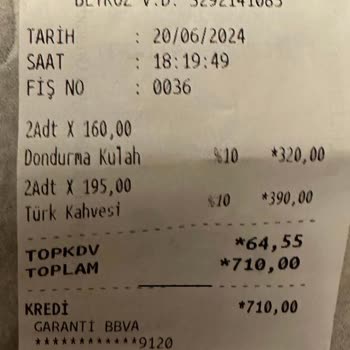 BEYKOZ V.D. 3292141083
TARİH : 20/06/2024
SAAT : 18:19:49
FİŞ NO : 0036
2Adt X 160,00
Dondurma Kulah %10 *320,00
2Adt X 195,00
Türk Kahvesi %10 *390,00
TOPKDV *64,55
TOPLAM *710,00
KREDİ *710,00
GARANTİ BBVA
************9120